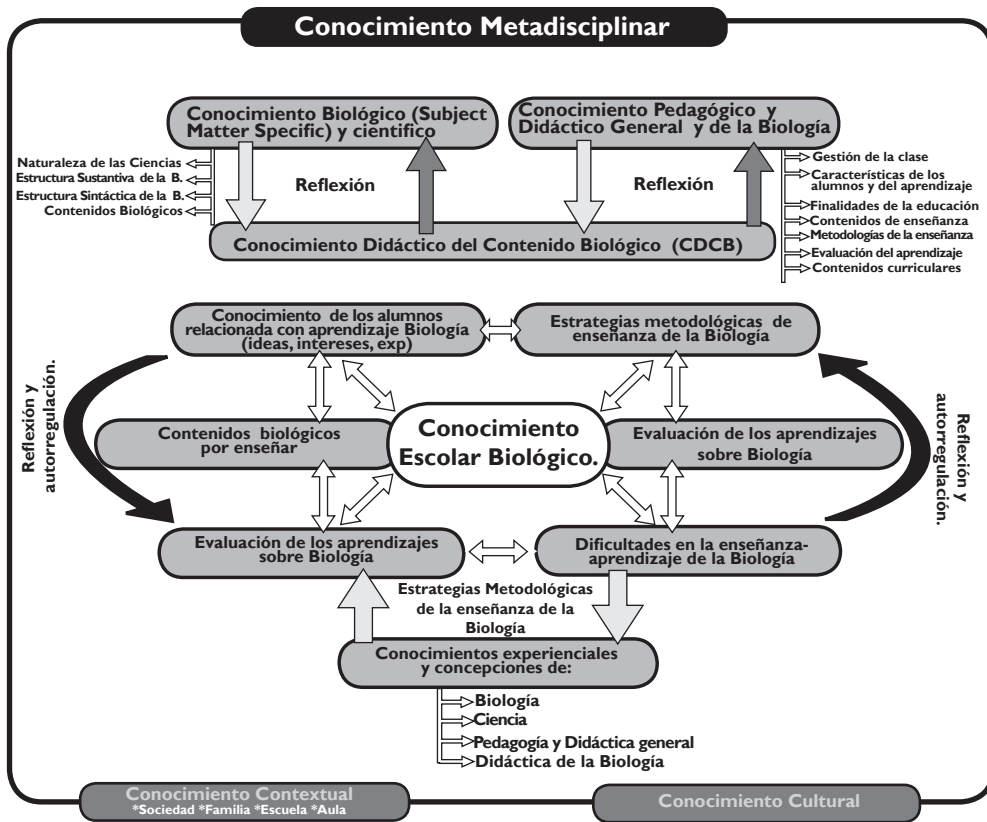 Conocimiento Metadisciplinar
Conocimiento Biológico (Subject
Matter Specific) y cientifico
Conocimiento Pedagógico y
Didáctico General y de la Biología
Naturaleza de las Ciencias
Estructura Sustantiva de la B.
Estructura Sintáctica de la B.
Contenidos Biológicos
Reflexión
Reflexión
Gestión de la clase
Características de los
alumnos y del aprendizaje
Finalidades de la educación
Contenidos de enseñanza
Metodologías de la enseñanza
Evaluación del aprendizaje
Contenidos curriculares
Conocimiento Didáctico del Contenido Biológico (CDCB)
Conocimiento de los alumnos
relacionada con aprendizaje Biología
(ideas, intereses, exp)
Estrategias metodológicas de
enseñanza de la Biología
Reflexión y
autorregulación.
Contenidos biológicos
por enseñar
Conocimiento
Escolar Biológico.
Evaluación de los aprendizajes
sobre Biología
Reflexión y
autorregulación.
Evaluación de los aprendizajes
sobre Biología
Dificultades en la enseñanza-
aprendizaje de la Biología
Estrategias Metodológicas
de la enseñanza de la
Biología
Conocimientos experienciales
y concepciones de:
Biología
Ciencia
Pedagogía y Didáctica general
Didáctica de la Biología
Conocimiento Contextual
*Sociedad *Familia *Escuela *Aula
Conocimiento Cultural